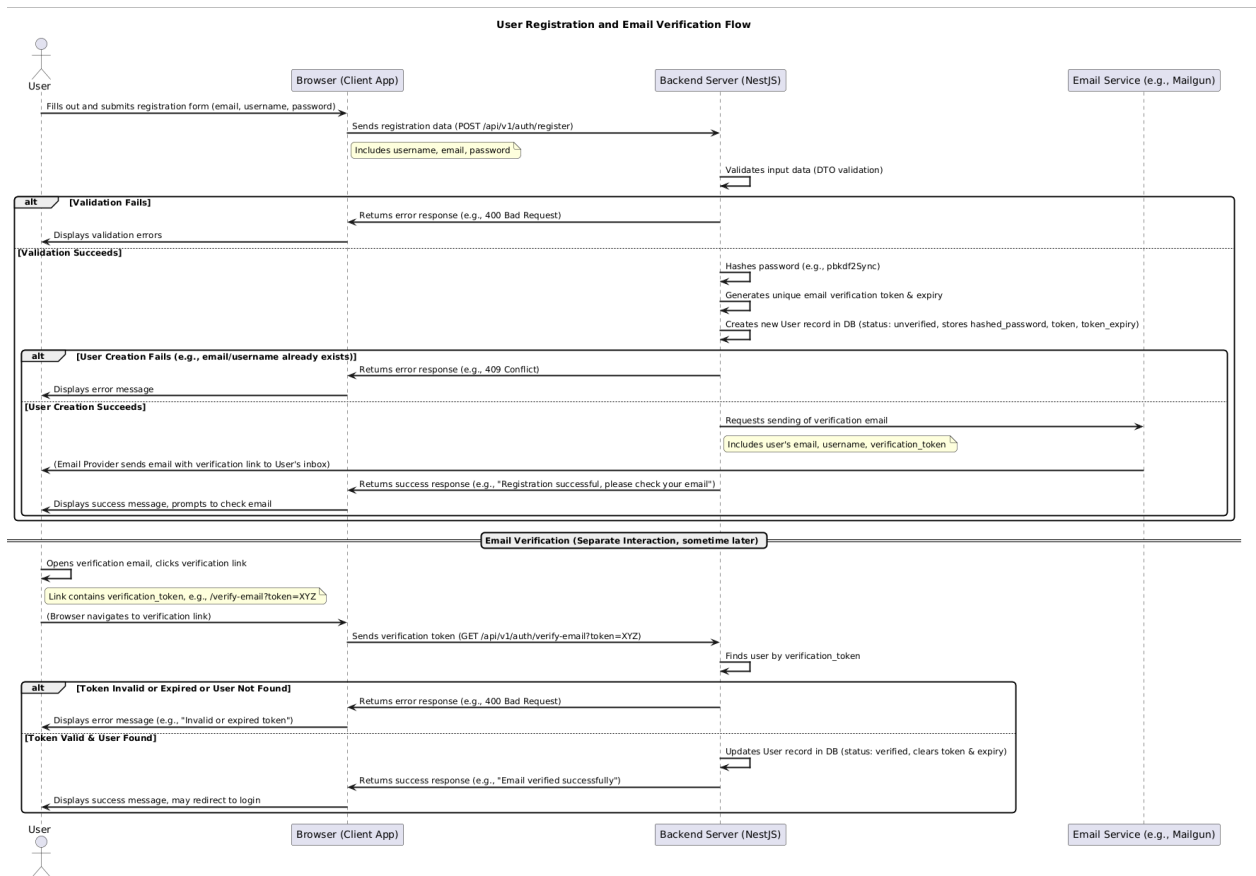 User Registration and Email Verification Flow
User
Browser (Client App)
Backend Server (NestJS)
Email Service (e.g., Mailgun)
Fills out and submits registration form (email, username, password)
Sends registration data (POST /api/v1/auth/register)
Includes username, email, password
Validates input data (DTO validation)
alt [Validation Fails]
Returns error response (e.g., 400 Bad Request)
Displays validation errors
[Validation Succeeds]
Hashes password (e.g., pbkdf2Sync)
Generates unique email verification token & expiry
Creates new User record in DB (status: unverified, stores hashed_password, token, token_expiry)
alt [User Creation Fails (e.g., email/username already exists)]
Returns error response (e.g., 409 Conflict)
Displays error message
[User Creation Succeeds]
Requests sending of verification email
Includes user's email, username, verification_token
(Email Provider sends email with verification link to User's inbox)
Returns success response (e.g., "Registration successful, please check your email")
Displays success message, prompts to check email
Email Verification (Separate Interaction, sometime later)
Opens verification email, clicks verification link
Link contains verification_token, e.g., /verify-email?token=XYZ
(Browser navigates to verification link)
Sends verification token (GET /api/v1/auth/verify-email?token=XYZ)
Finds user by verification_token
alt [Token Invalid or Expired or User Not Found]
Returns error response (e.g., 400 Bad Request)
Displays error message (e.g., "Invalid or expired token")
[Token Valid & User Found]
Updates User record in DB (status: verified, clears token & expiry)
Returns success response (e.g., "Email verified successfully")
Displays success message, may redirect to login
User
Browser (Client App)
Backend Server (NestJS)
Email Service (e.g., Mailgun)